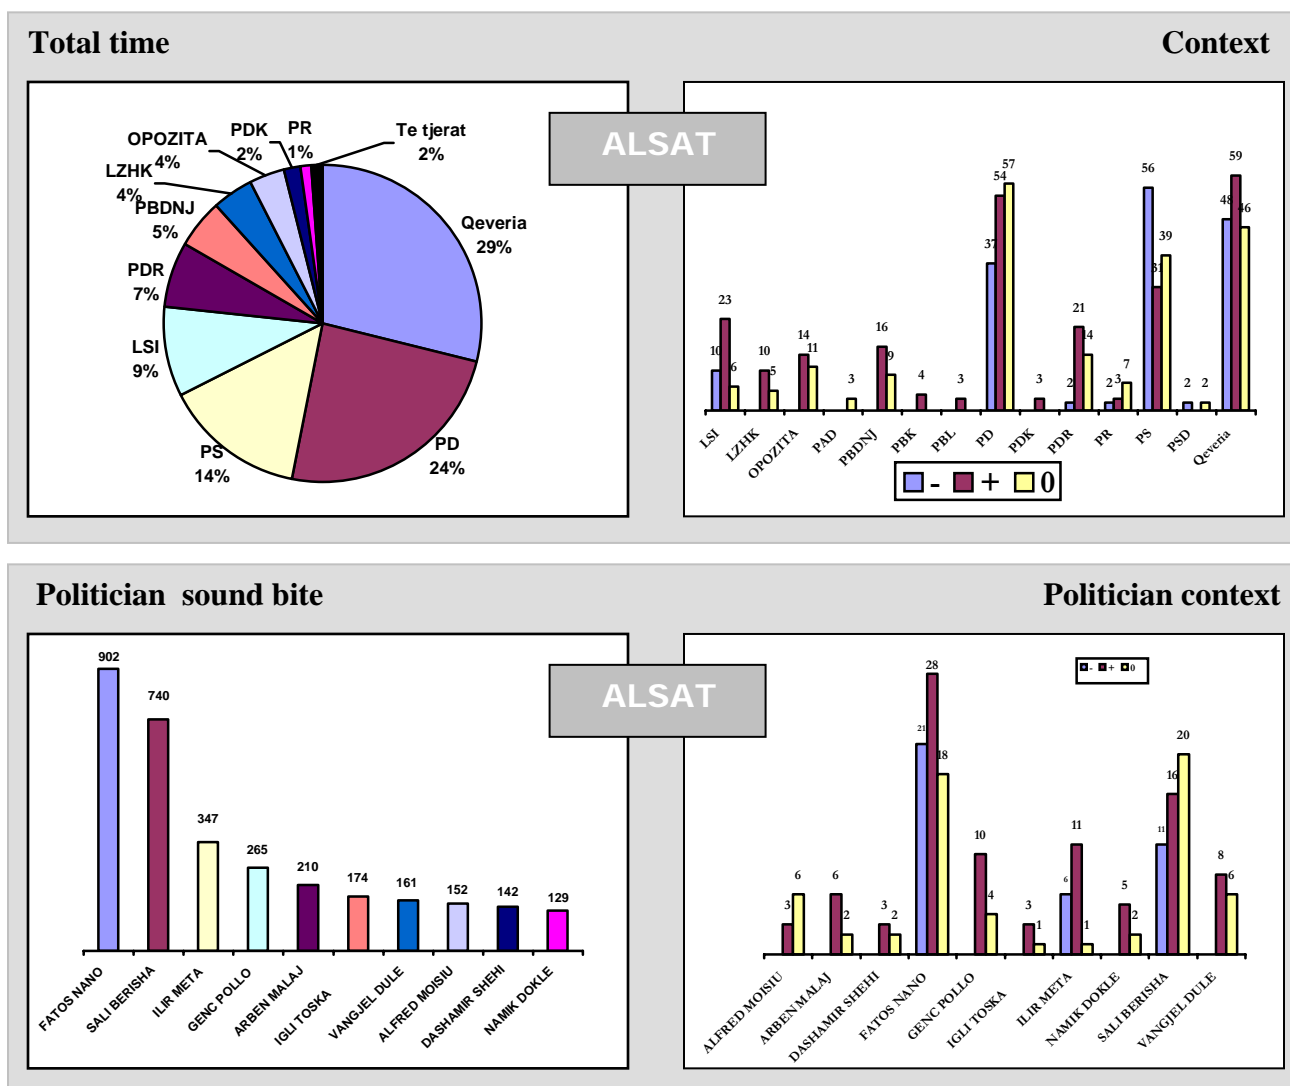 Total time
Context
ALSAT
OPOZITA
4%
PDK
2%
PR
1%
Te tjerat
2%
LZHK
4%
PBDNJ
5%
PDR
7%
LSI
9%
PS
14%
PD
24%
Qeveria
29%
10 23 6
10 5
14 11
3
16 9
4
3
37 54 57
3
2 21 14
2 3 7
56 31 39
2 2
48 59 46
LSI
LZHK
OPOZITA
PAD
PBDNJ
PBK
PBL
PD
PDK
PDR
PR
PS
PSD
Qeveria
- + 0
Politician sound bite
Politician context
ALSAT
902
740
347
265
210
174
161
152
142
129
FATOS NANO
SALI BERISHA
ILIR META
GENC POLLO
ARBEN MALAJ
IGLI TOSKA
VANGJEL DULE
ALFRED MOISIU
DASHAMIR SHEHI
NAMIK DOKLE
- + 0
3 6
6 2
3 2
21 28 18
10 4
3 1
6 11 1
5 2
11 16 20
8 6
ALFRED MOISIU
ARBEN MALAJ
DASHAMIR SHEHI
FATOS NANO
GENC POLLO
IGLI TOSKA
ILIR META
NAMIK DOKLE
SALI BERISHA
VANGJEL DULE